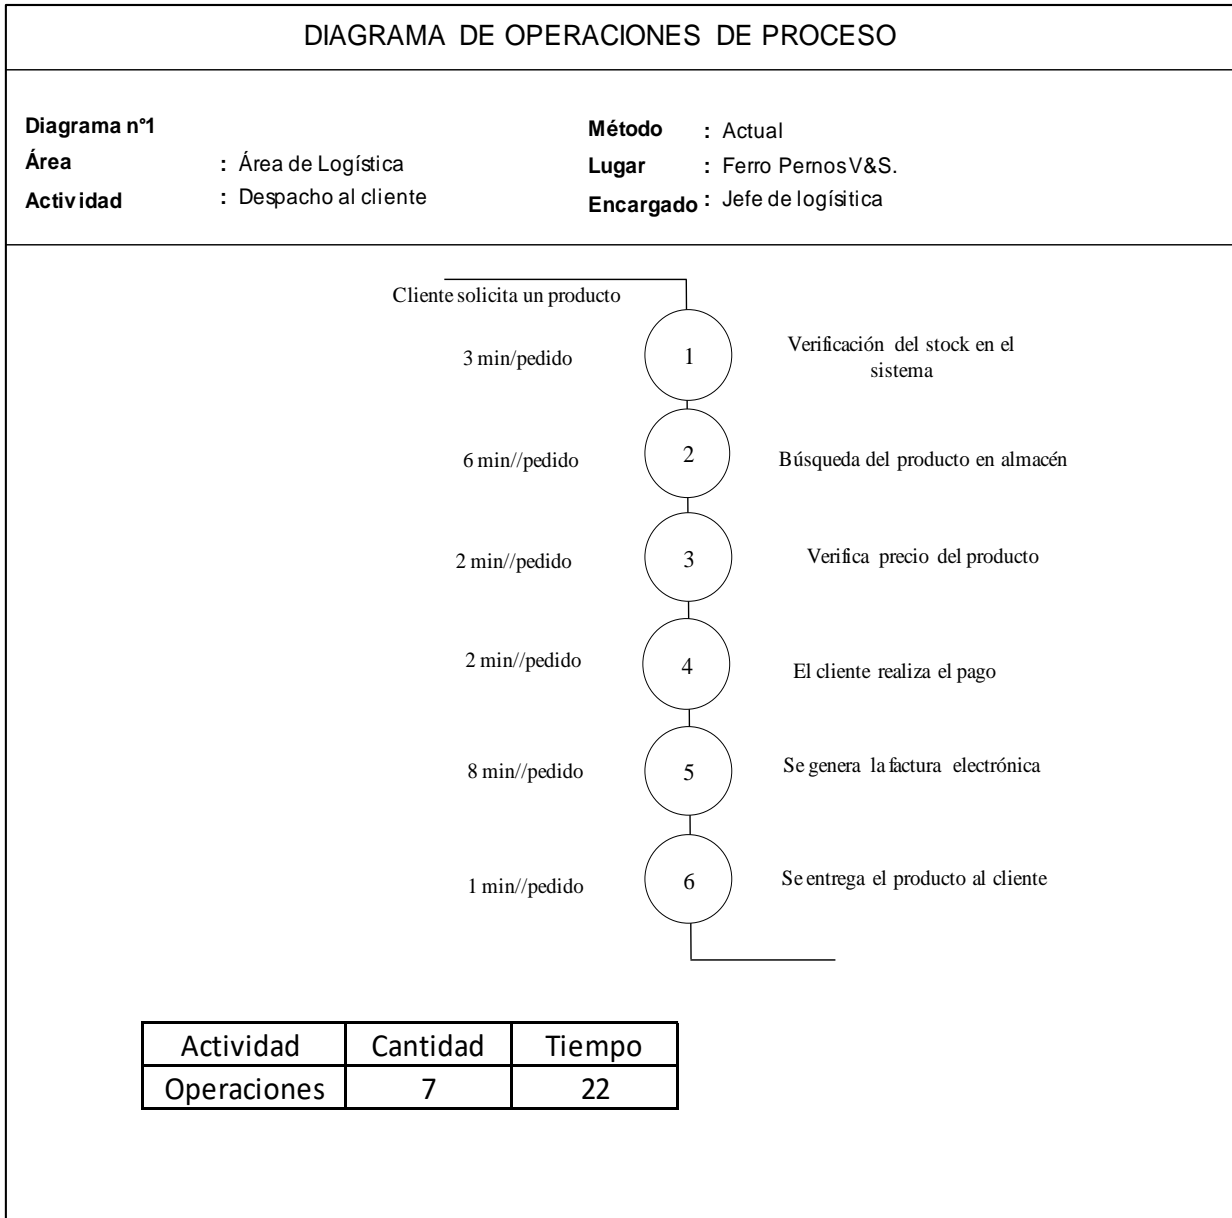 DIAGRAMA DE OPERACIONES DE PROCESO
Diagrama n°1
Método : Actual
Área : Área de Logística
Lugar : Ferro Pernos V&S.
Actividad : Despacho al cliente
Encargado : Jefe de logísitica
Cliente solicita un producto
3 min/pedido
1
Verificación del stock en el
sistema
6 min//pedido
2
Búsqueda del producto en almacén
2 min//pedido
3
Verifica precio del producto
2 min//pedido
4
El cliente realiza el pago
8 min//pedido
5
Se genera la factura electrónica
1 min//pedido
6
Se entrega el producto al cliente
Actividad Cantidad Tiempo
Operaciones 7 22